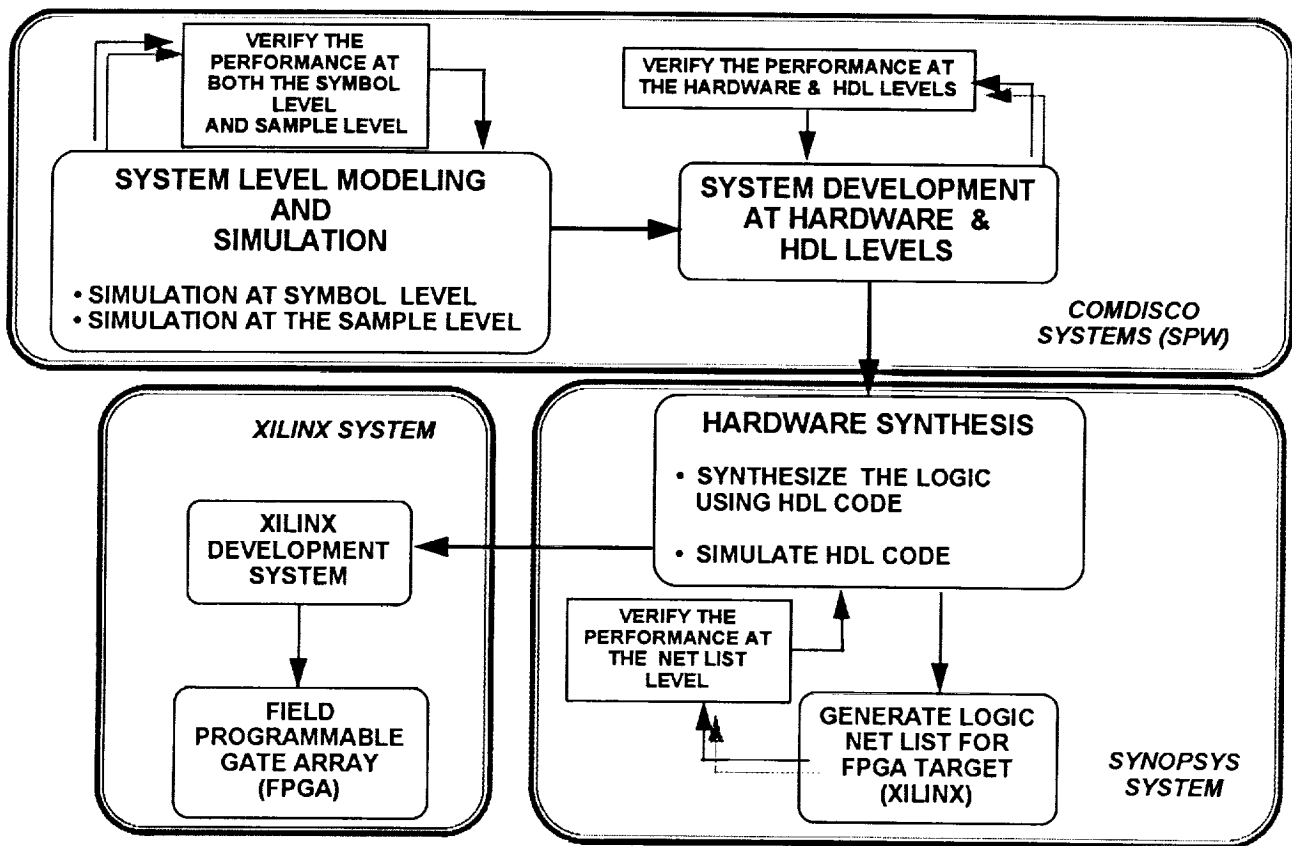 VERIFY THE
PERFORMANCE AT
BOTH THE SYMBOL
LEVEL
AND SAMPLE LEVEL
VERIFY THE PERFORMANCE AT
THE HARDWARE & HDL LEVELS
SYSTEM LEVEL MODELING
AND
SIMULATION
• SIMULATION AT SYMBOL LEVEL
• SIMULATION AT THE SAMPLE LEVEL
SYSTEM DEVELOPMENT
AT HARDWARE &
HDL LEVELS
COMDISCO
SYSTEMS (SPW)
XILINX SYSTEM
XILINX
DEVELOPMENT
SYSTEM
FIELD
PROGRAMMABLE
GATE ARRAY
(FPGA)
HARDWARE SYNTHESIS
• SYNTHESIZE THE LOGIC
USING HDL CODE
• SIMULATE HDL CODE
VERIFY THE
PERFORMANCE AT
THE NET LIST
LEVEL
GENERATE LOGIC
NET LIST FOR
FPGA TARGET
(XILINX)
SYNOPSYS
SYSTEM